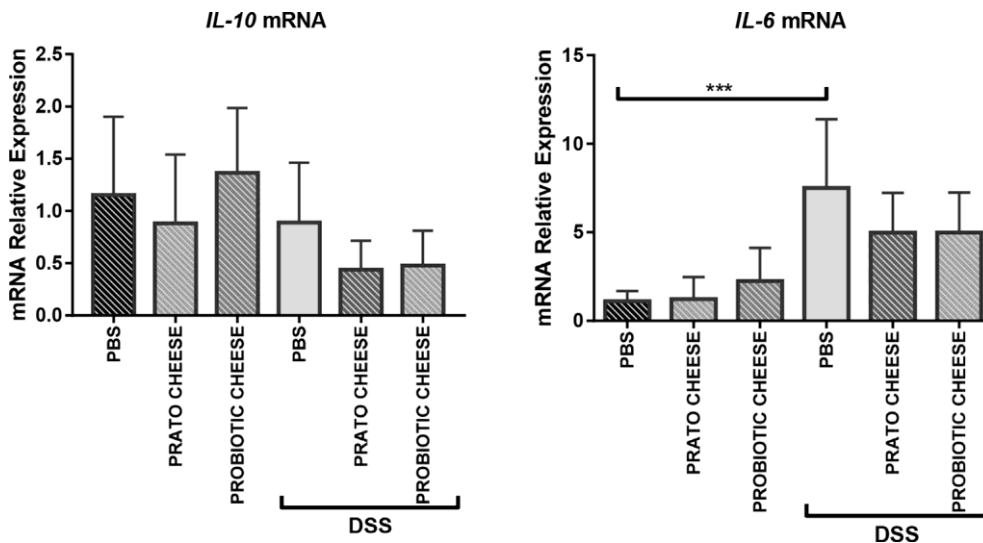 IL-10 mRNA
mRNA Relative Expression
2.5
2.0
1.5
1.0
0.5
0.0
PBS
PRATO CHEESE
PROBIOTIC CHEESE
PBS
PRATO CHEESE
PROBIOTIC CHEESE
DSS
IL-6 mRNA
mRNA Relative Expression
15
10
5
0
***
PBS
PRATO CHEESE
PROBIOTIC CHEESE
PBS
PRATO CHEESE
PROBIOTIC CHEESE
DSS